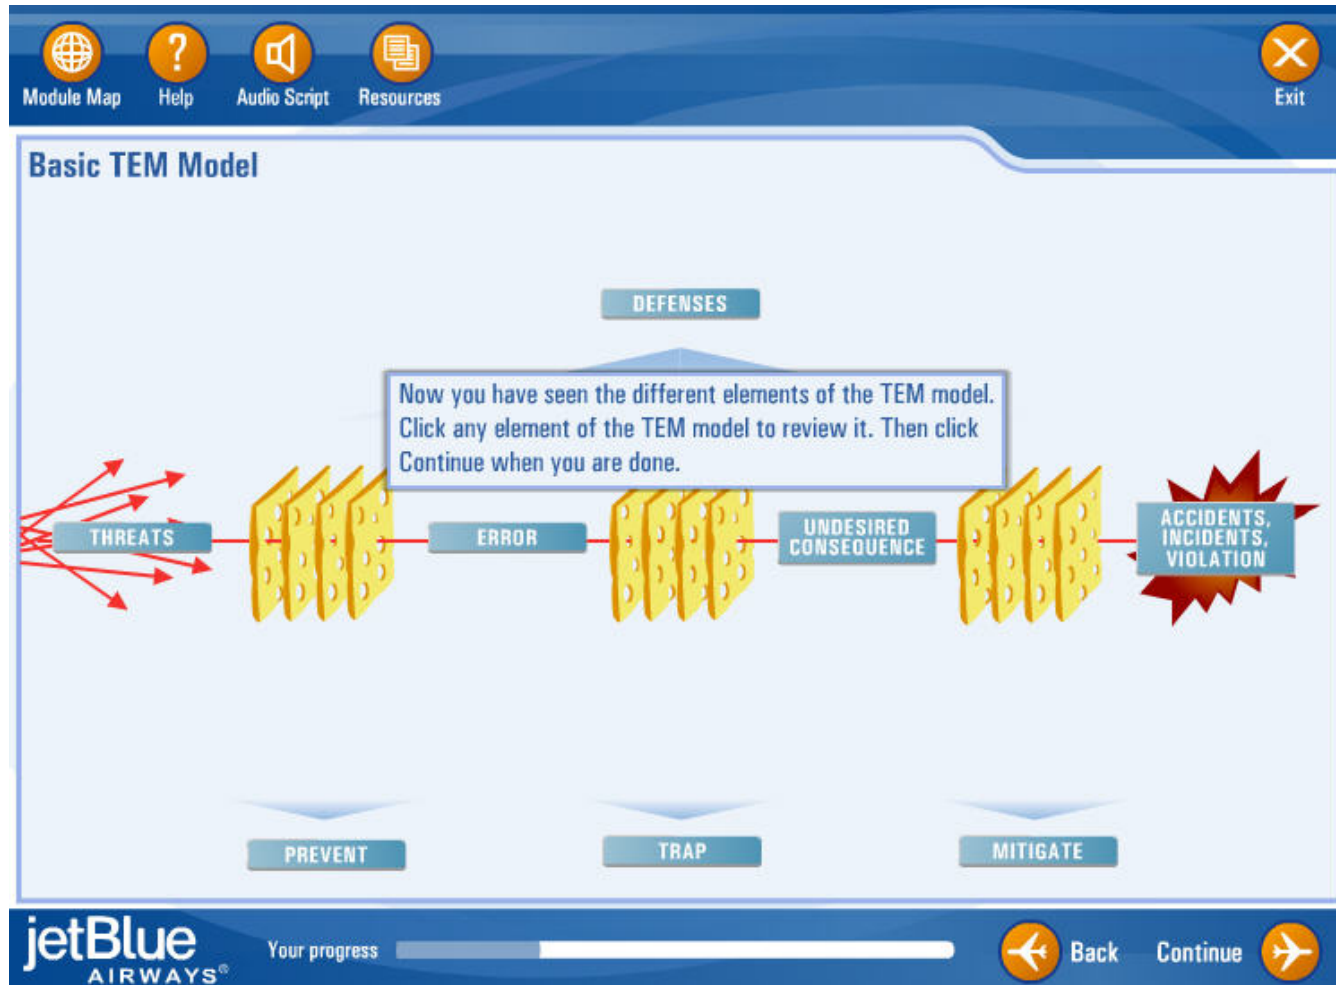 Module Map
Help
Audio Script
Resources
Exit
Basic TEM Model
DEFENSES
Now you have seen the different elements of the TEM model.
Click any element of the TEM model to review it. Then click
Continue when you are done.
THREATS
ERROR
UNDESIRED
CONSEQUENCE
ACCIDENTS,
INCIDENTS,
VIOLATION
PREVENT
TRAP
MITIGATE
jetBlue
AIRWAYS®
Your progress
Back
Continue